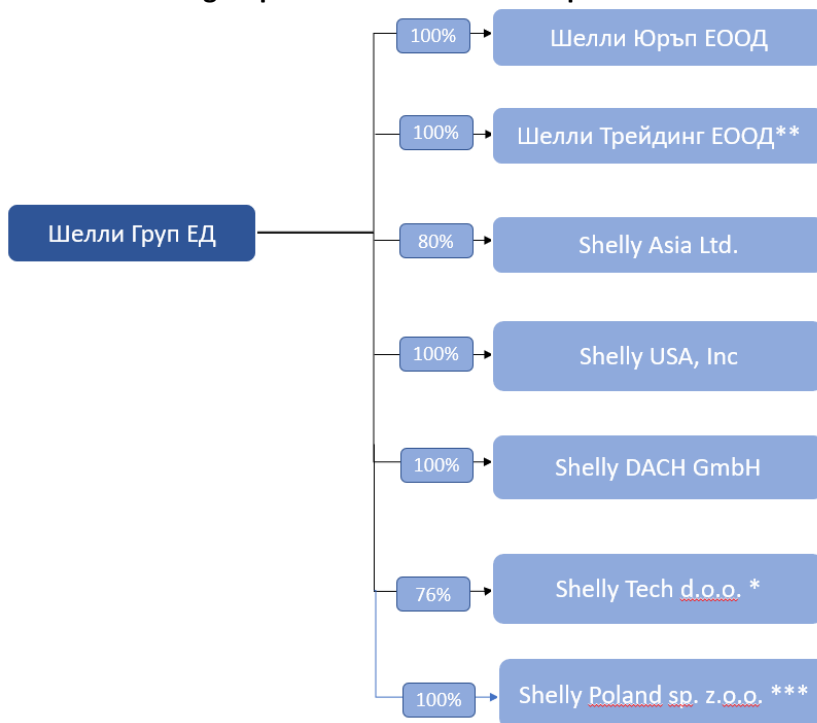 100%
Шелли Юръп ЕООД
100%
Шелли Трейдинг ЕООД**
Шелли Груп ЕД
80%
Shelly Asia Ltd.
100%
Shelly USA, Inc
100%
Shelly DACH GmbH
76%
Shelly Tech d.o.o. *
100%
Shelly Poland sp. z.o.o. ***